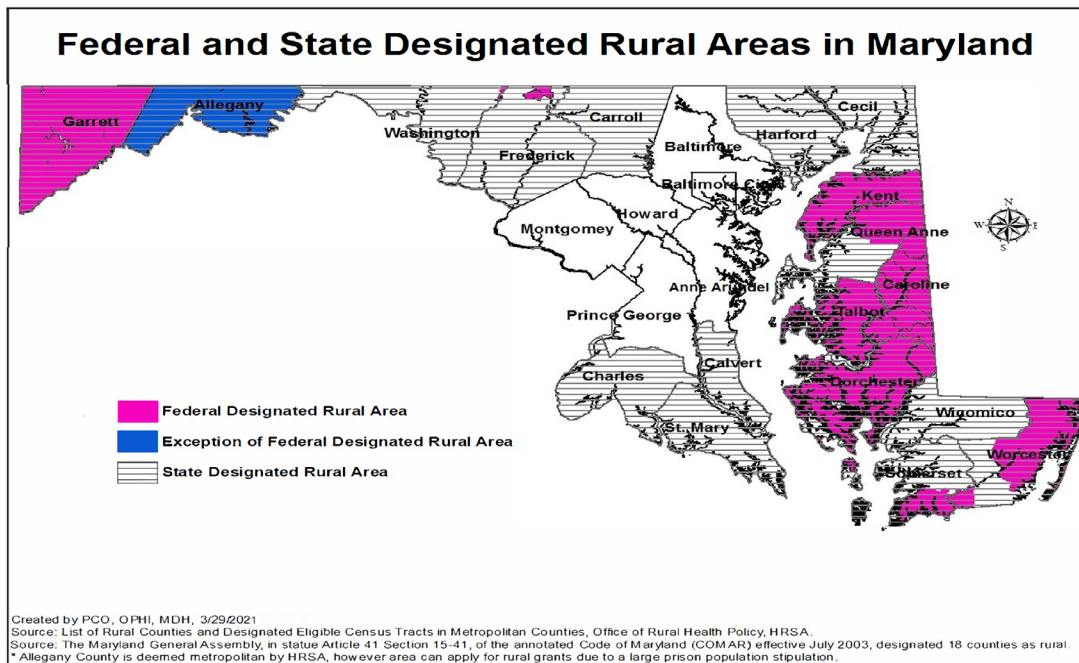 Federal and State Designated Rural Areas in Maryland
Allegany
Garrett
Cecil
Carroll
Washington
Harford
Baltimore
Frederick
Baltimore City
Kent
N
Howard
W
E
Montgomey
Queen Anne
S
Anne Arundel
Caroline
Prince George
Talbot
Calvert
Charles
Dorchester
Federal Designated Rural Area
Wicomico
St. Mary
Exception of Federal Designated Rural Area
Worcester
State Designated Rural Area
Somerset
Created by PCO, OPHI, MDH, 3/29/2021
Source: List of Rural Counties and Designated Eligible Census Tracts in Metropolitan Counties, Office of Rural Health Policy, HRSA.
Source: The Maryland General Assembly, in statue Article 41 Section 15-41, of the annotated Code of Maryland (COMAR) effective July 2003, designated 18 counties as rural.
* Allegany County is deemed metropolitan by HRSA, however area can apply for rural grants due to a large prison population stipulation.